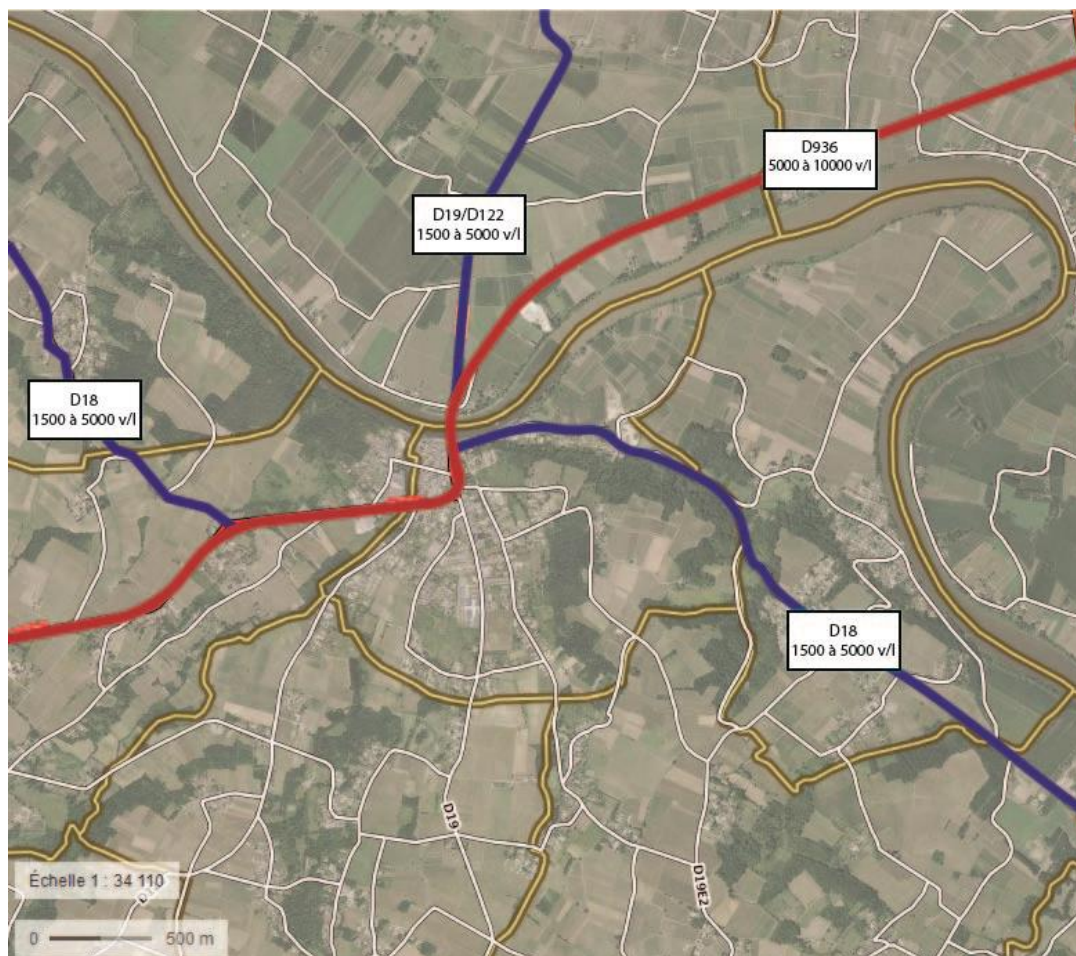 D936
5000 à 10000 v/l
D19/D122
1500 à 5000 v/l
D18
1500 à 5000 v/l
D18
1500 à 5000 v/l
D19
D19E2
Échelle 1 : 34 110
0 500 m